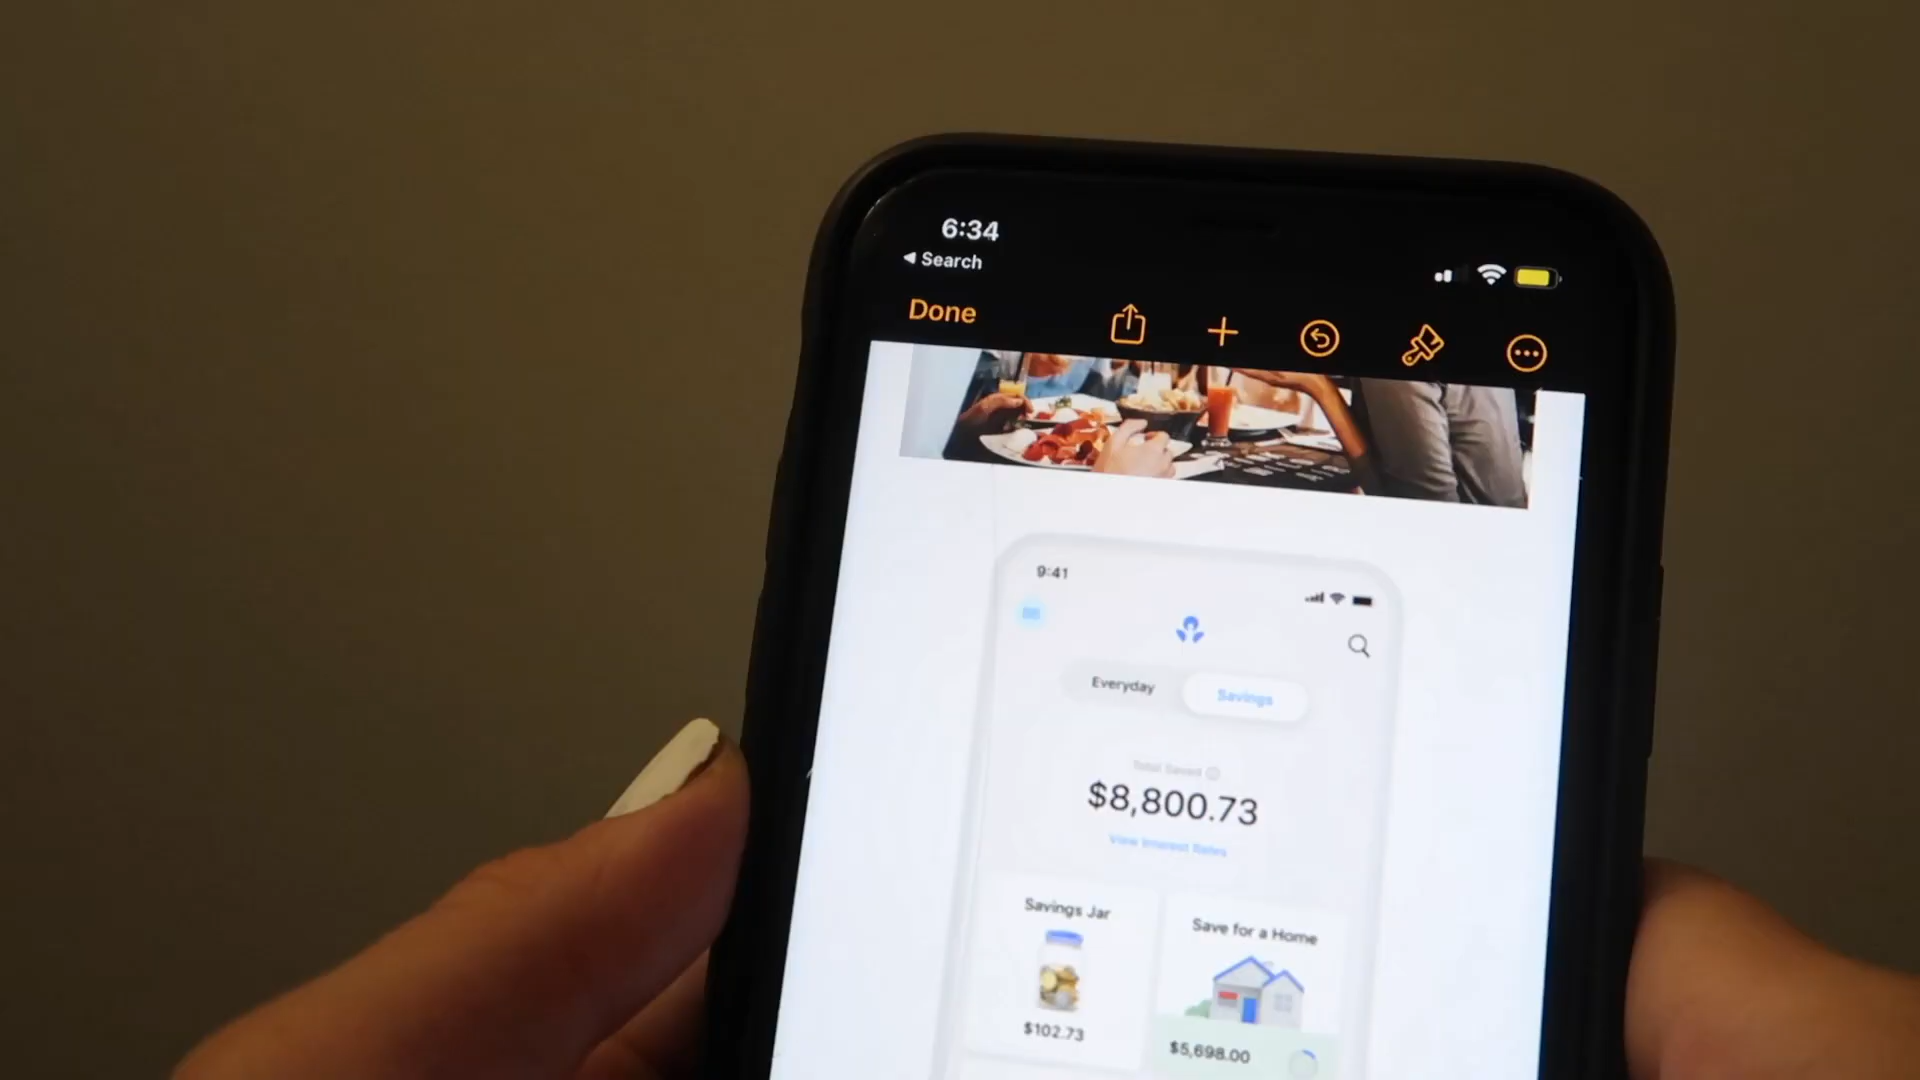 6:34
Search
Done
9:41
Everyday
Savings
Total Saved
$8,800.73
View Interest Rates
Savings Jar
Save for a Home
$102.73
$5,698.00